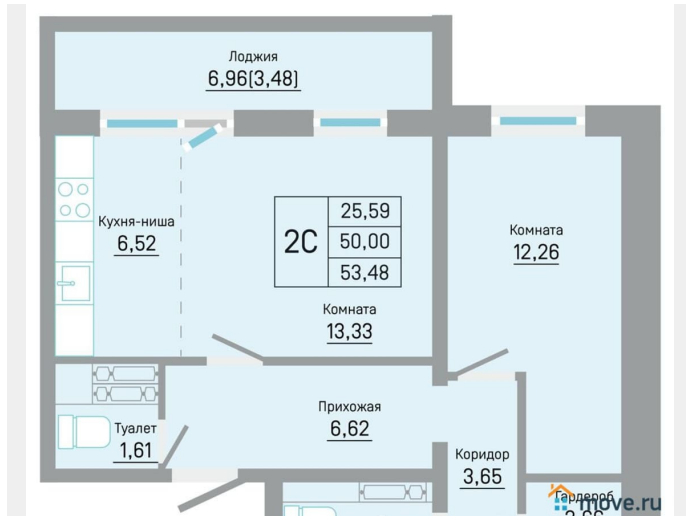 Лоджия
6,96(3,48)
Кухня-ниша
6,52
2С
25,59
50,00
53,48
Комната
13,33
Комната
12,26
Прихожая
6,62
Туалет
1,61
Коридор
3,65
Гардероб
move.ru